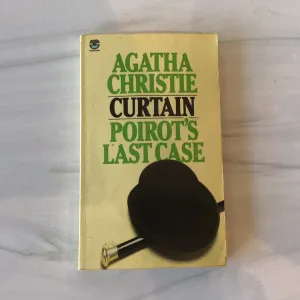 AGATHA
CHRISTIE
CURTAIN
POIROT'S
LAST CASE